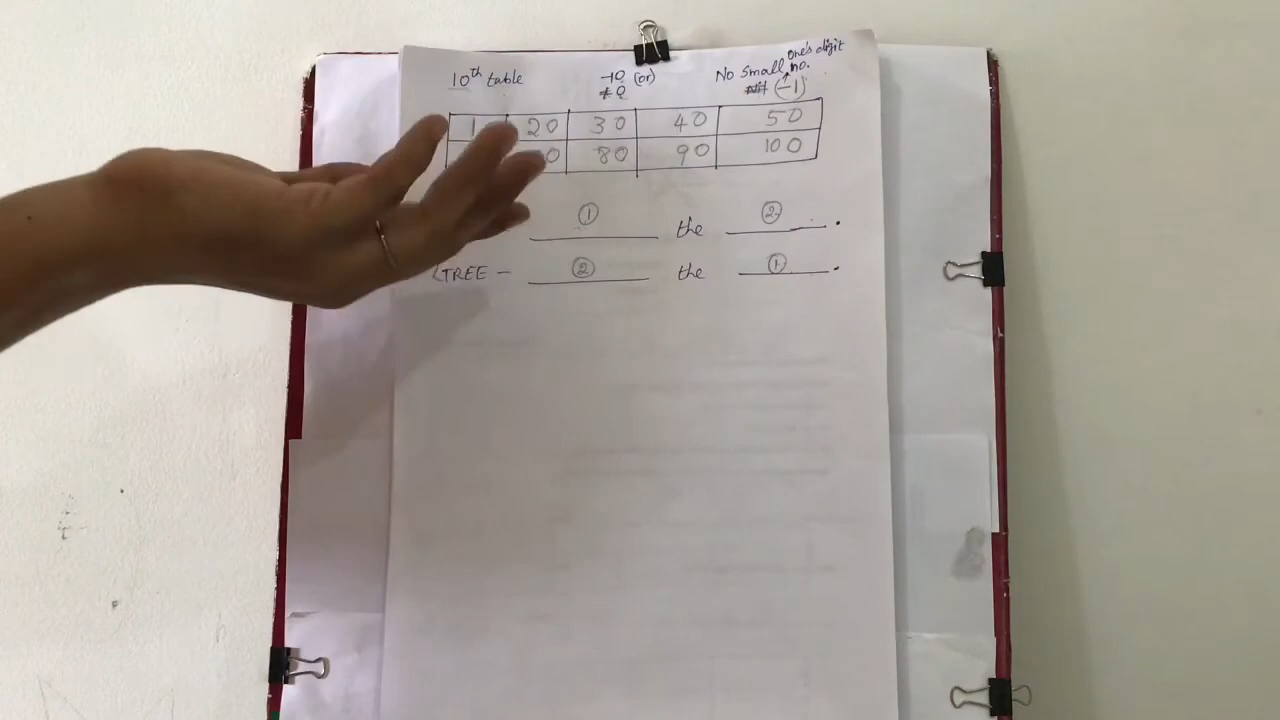 one's digit
10th table -10 (or) No small no.
0 (-1)
1 20 30 40 50
0 80 90 100
① the ② .
TREE - ② the ① .